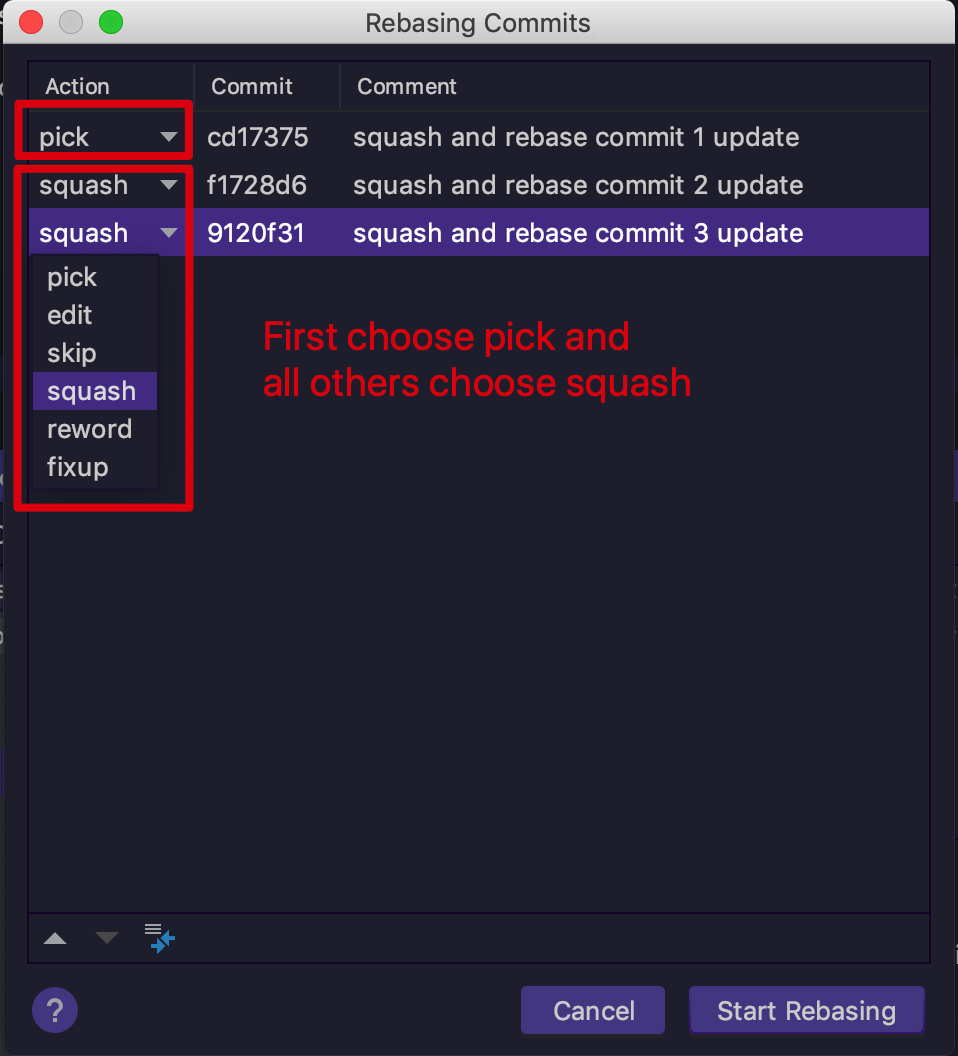 Rebasing Commits
Action Commit Comment
pick cd17375 squash and rebase commit 1 update
squash f1728d6 squash and rebase commit 2 update
squash 9120f31 squash and rebase commit 3 update
pick
edit
skip
squash
reword
fixup
First choose pick and
all others choose squash
?
Cancel Start Rebasing